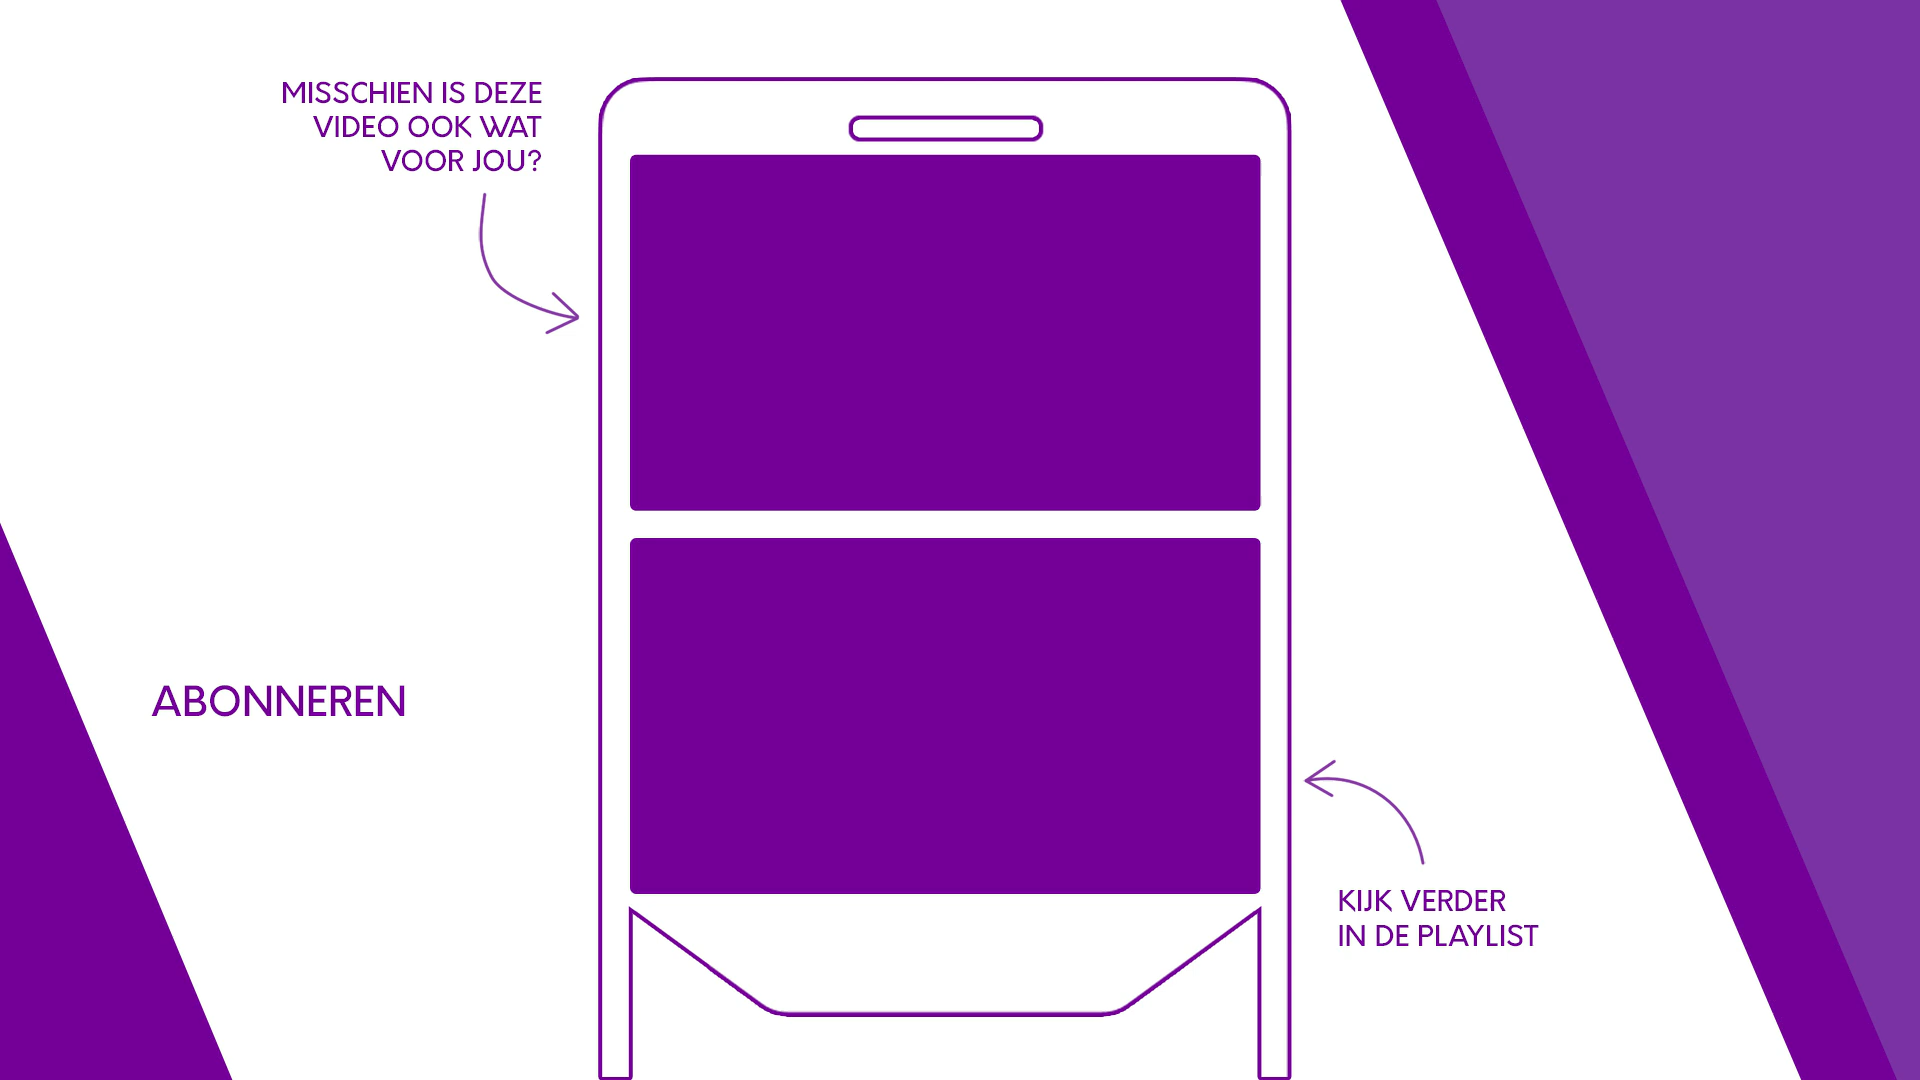 MISSCHIEN IS DEZE
VIDEO OOK WAT
VOOR JOU?
ABONNEREN
KIJK VERDER
IN DE PLAYLIST